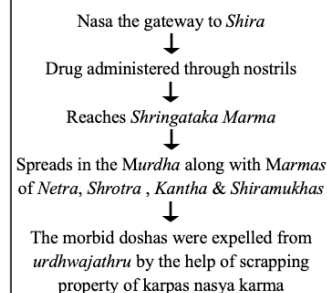 Nasa the gateway to Shira
Drug administered through nostrils
Reaches Shringataka Marma
Spreads in the Murdha along with Marmas
of Netra, Shrotra , Kantha & Shiramukhas
The morbid doshas were expelled from
urdhwajathru by the help of scrapping
property of karpas nasya karma